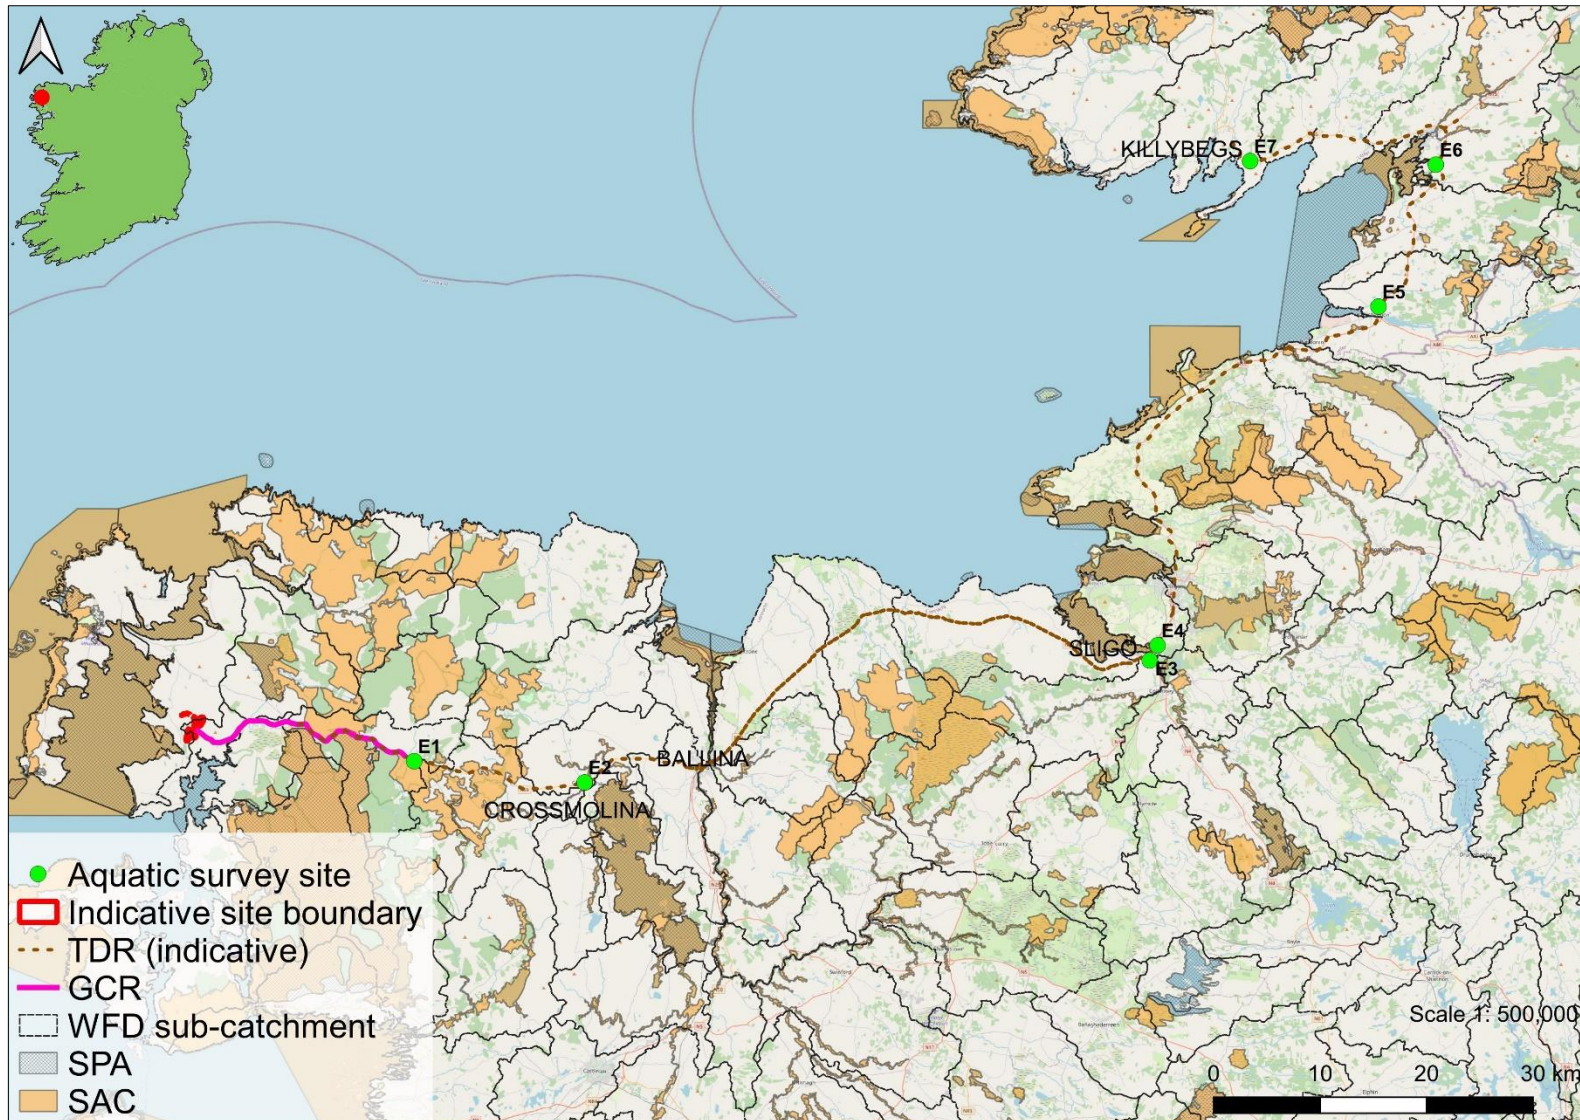 KILLYBEGS
E7
E6
E5
E4
SLIGO
E3
E1
E2
BALLINA
CROSSMOLINA
Aquatic survey site
Indicative site boundary
TDR (indicative)
GCR
WFD sub-catchment
SPA
SAC
Scale 1: 500,000
0 10 20 30 km